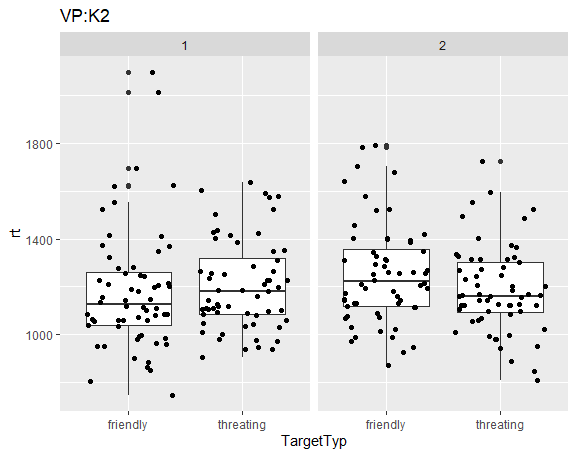 VP:K2
1
2
rt
1800
1400
1000
friendly
threating
friendly
threating
TargetTyp